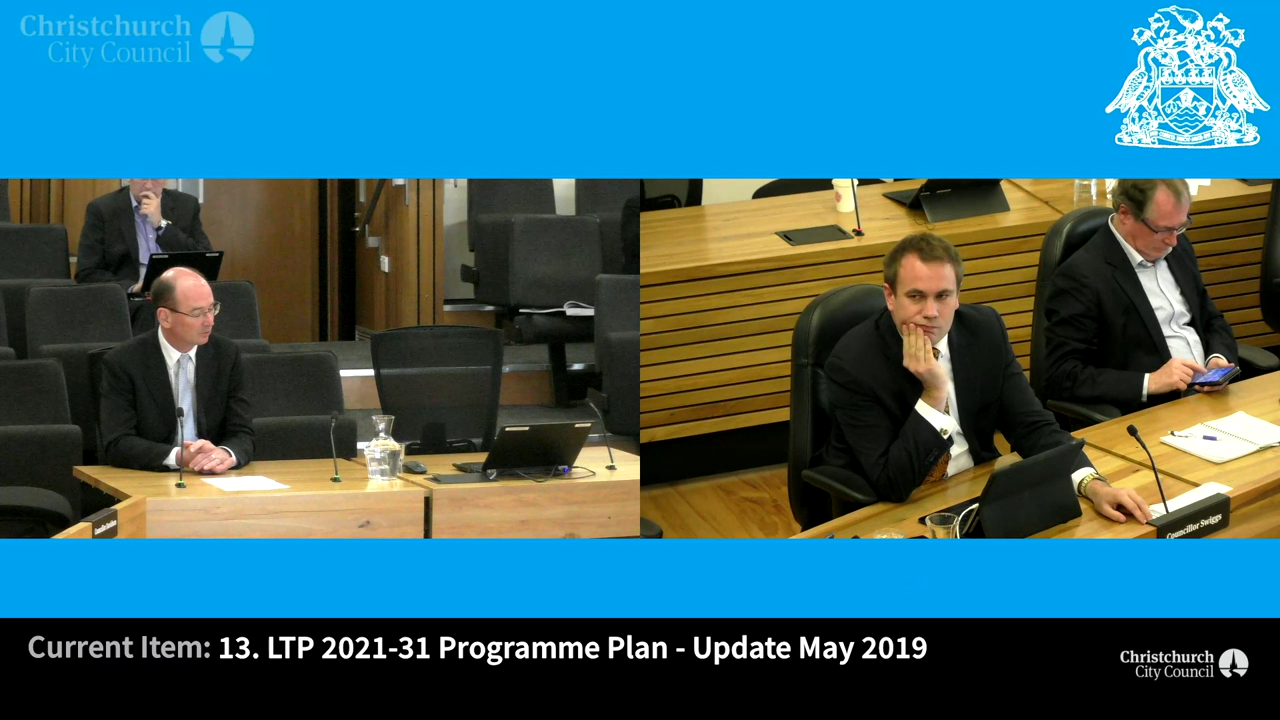 Christchurch
City Council
Councillor Swiggs
Current Item: 13. LTP 2021-31 Programme Plan - Update May 2019
Christchurch
City Council